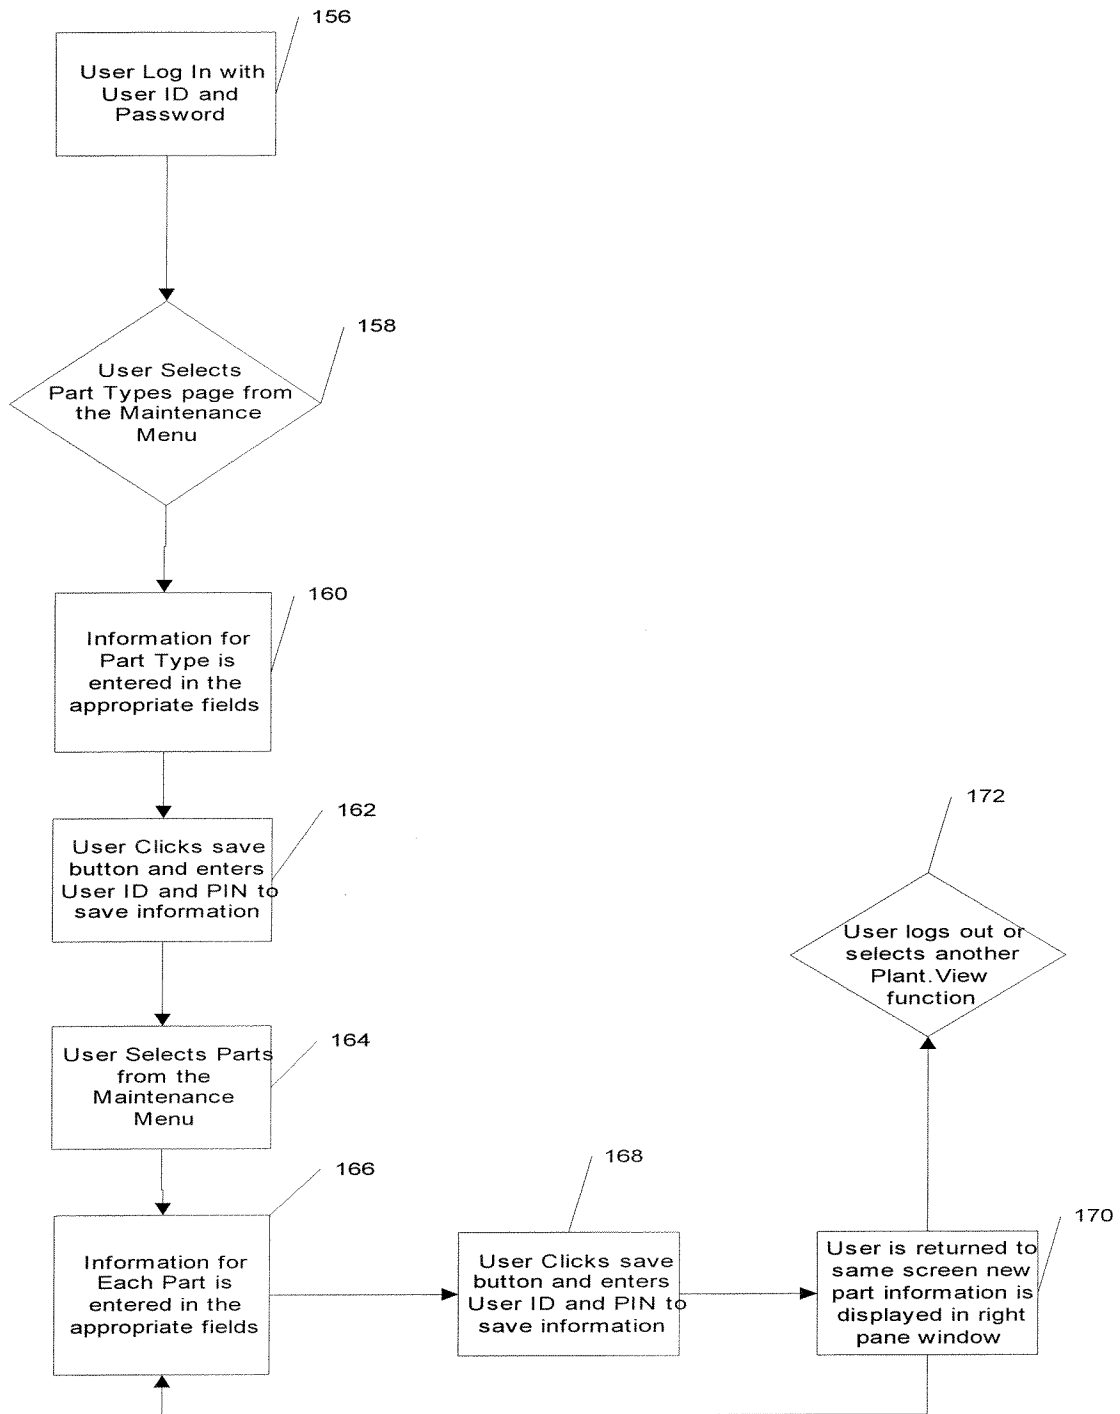 156
User Log In with
User ID and
Password
158
User Selects
Part Types page from
the Maintenance
Menu
160
Information for
Part Type is
entered in the
appropriate fields
162
User Clicks save
button and enters
User ID and PIN to
save information
172
User logs out or
selects another
Plant.View
function
164
User Selects Parts
from the
Maintenance
Menu
166
Information for
Each Part is
entered in the
appropriate fields
168
User Clicks save
button and enters
User ID and PIN to
save information
170
User is returned to
same screen new
part information is
displayed in right
pane window